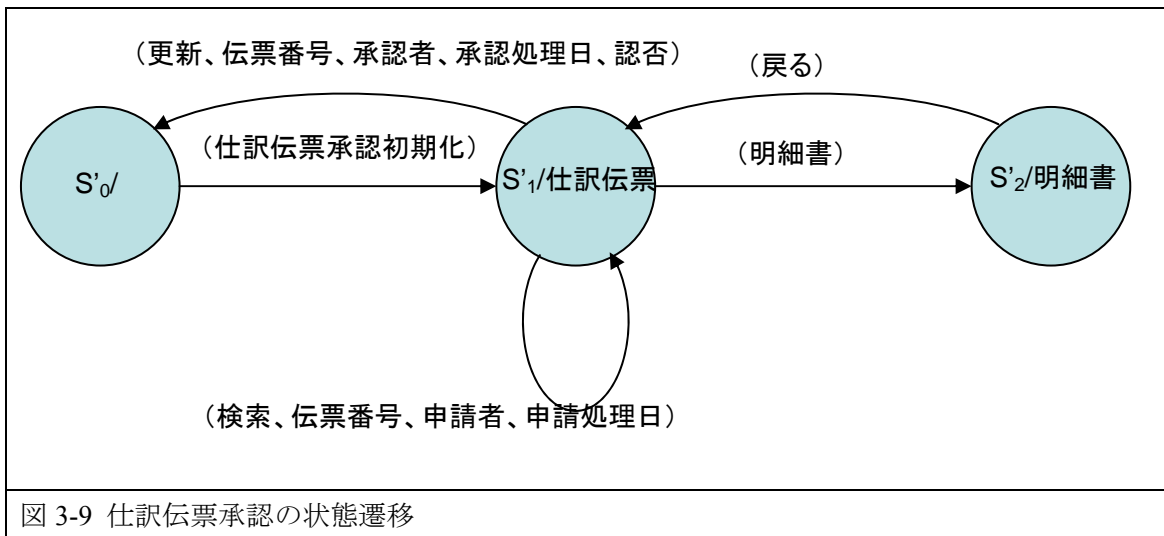 （更新、伝票番号、承認者、承認処理日、認否）
（戻る）
（仕訳伝票承認初期化）
（明細書）
S’₀/
S’₁/仕訳伝票
S’₂/明細書
（検索、伝票番号、申請者、申請処理日）
図 3-9 仕訳伝票承認の状態遷移